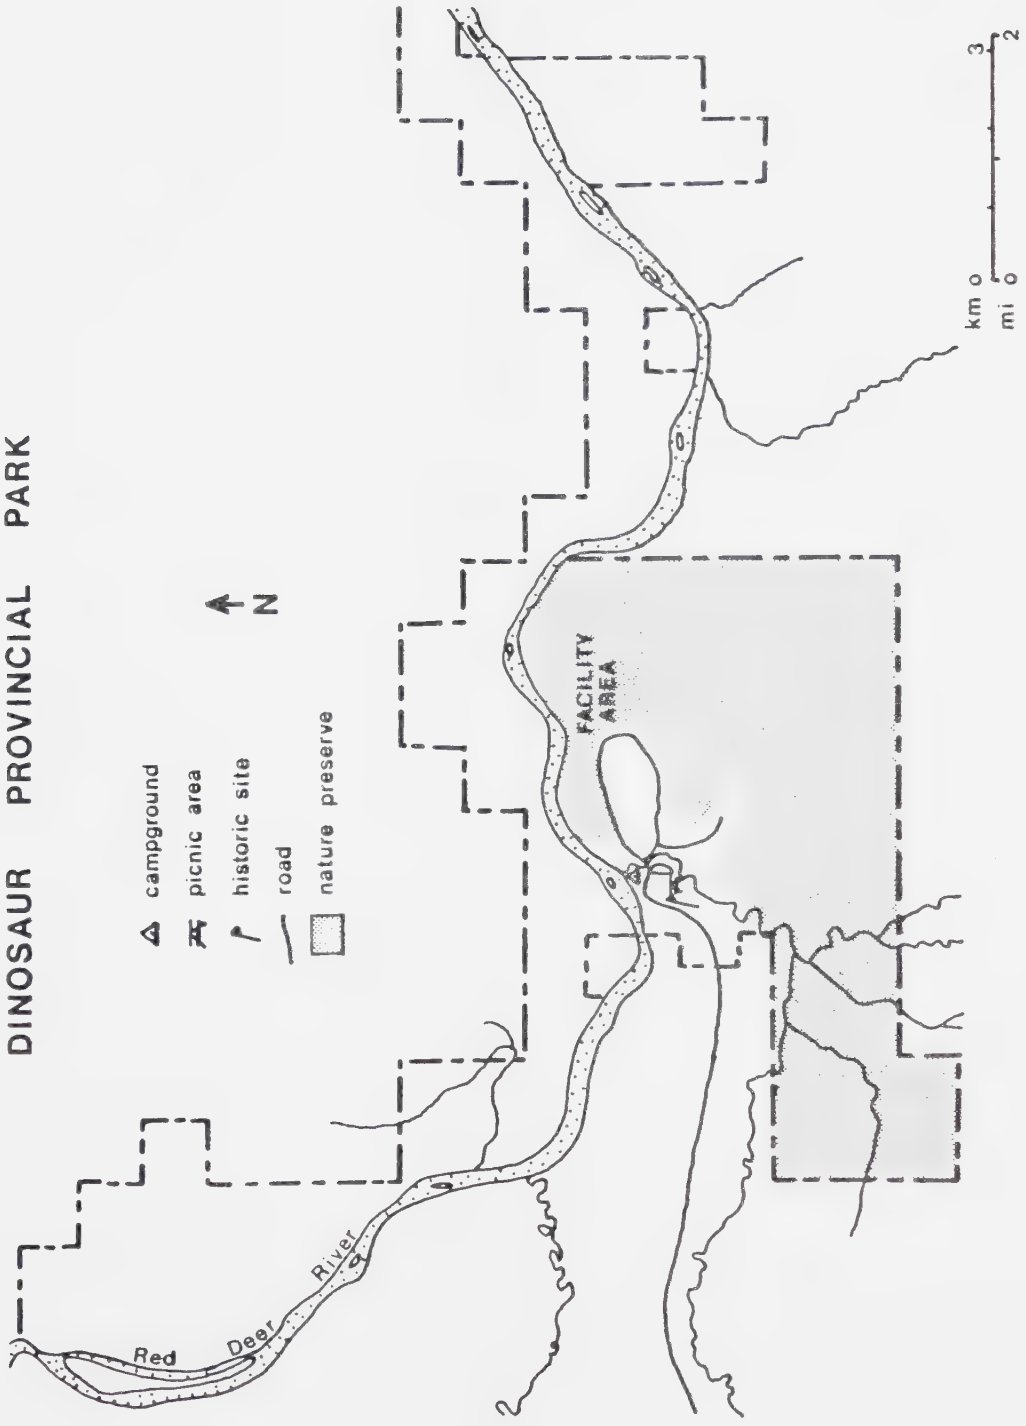 DINOSAUR PROVINCIAL PARK
campground
picnic area
historic site
road
nature preserve
N
Red Deer River
FACILITY
AREA
km 0 3
mi 0 2